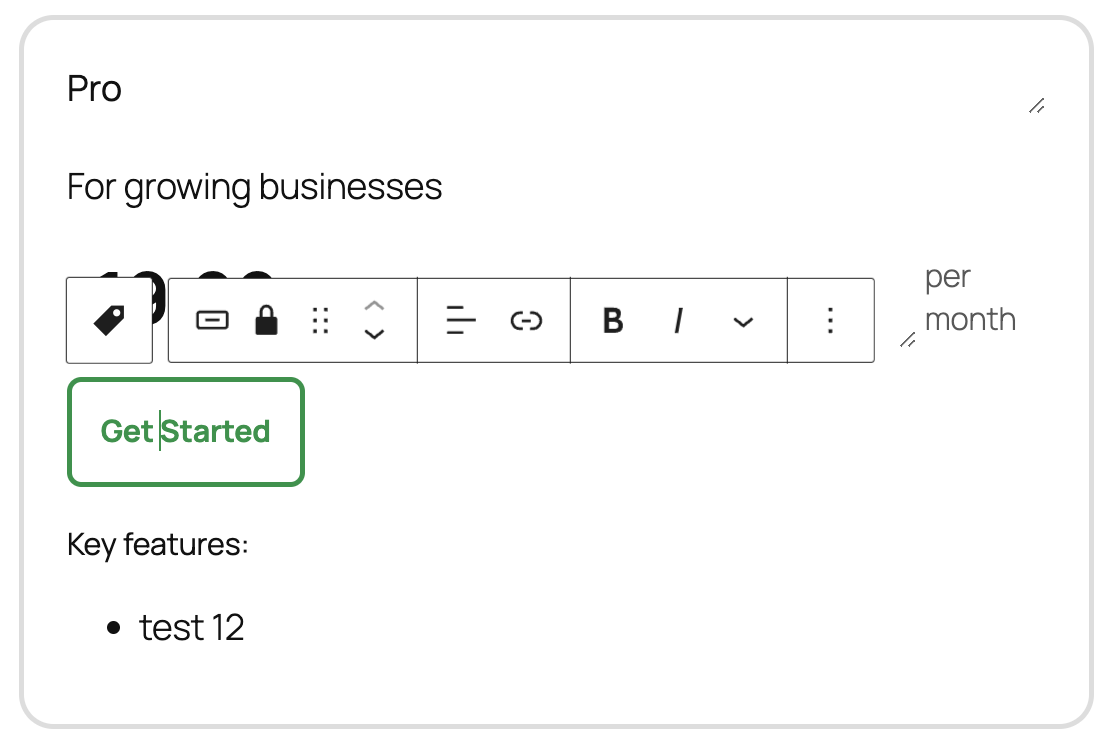 Pro
For growing businesses
per
month
B I
Get Started
Key features:
• test 12